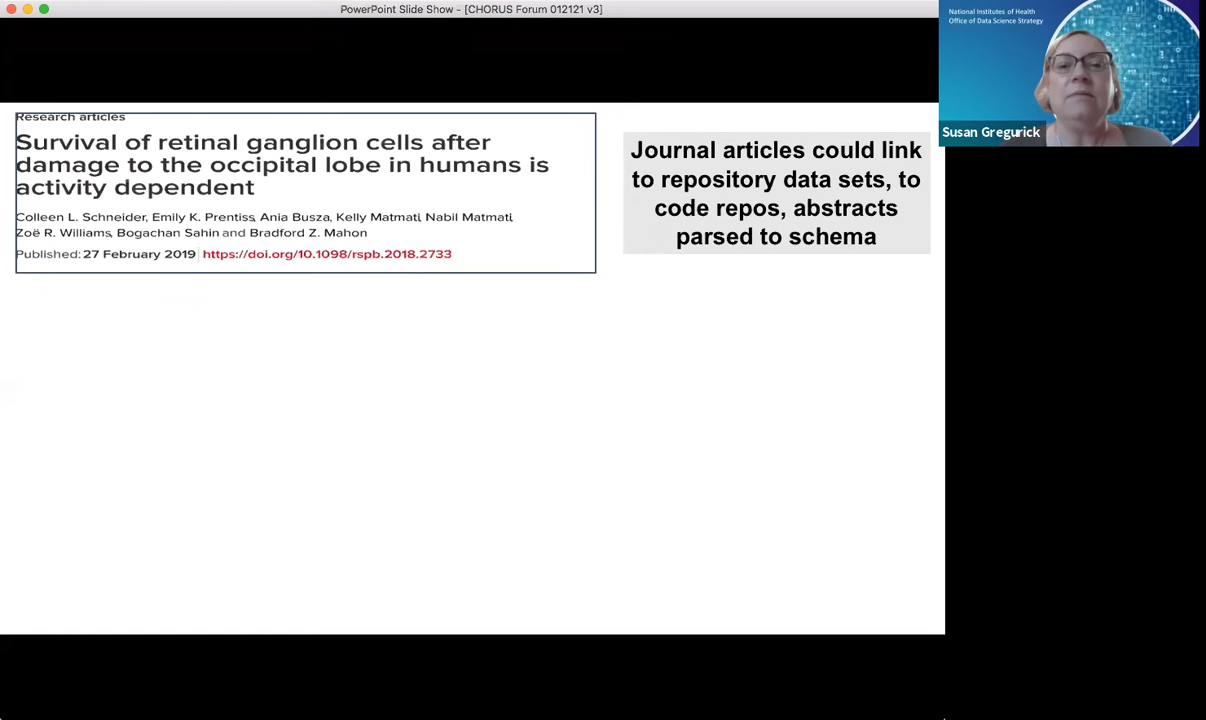 PowerPoint Slide Show - [CHORUS Forum 012121 v3]
National Institutes of Health
Office of Data Science Strategy
Susan Gregurick
Research articles
Survival of retinal ganglion cells after
damage to the occipital lobe in humans is
activity dependent
Colleen L. Schneider, Emily K. Prentiss, Ania Busza, Kelly Matmati, Nabil Matmati,
Zoë R. Williams, Bogachan Sahin and Bradford Z. Mahon
Published: 27 February 2019 https://doi.org/10.1098/rspb.2018.2733
Journal articles could link
to repository data sets, to
code repos, abstracts
parsed to schema